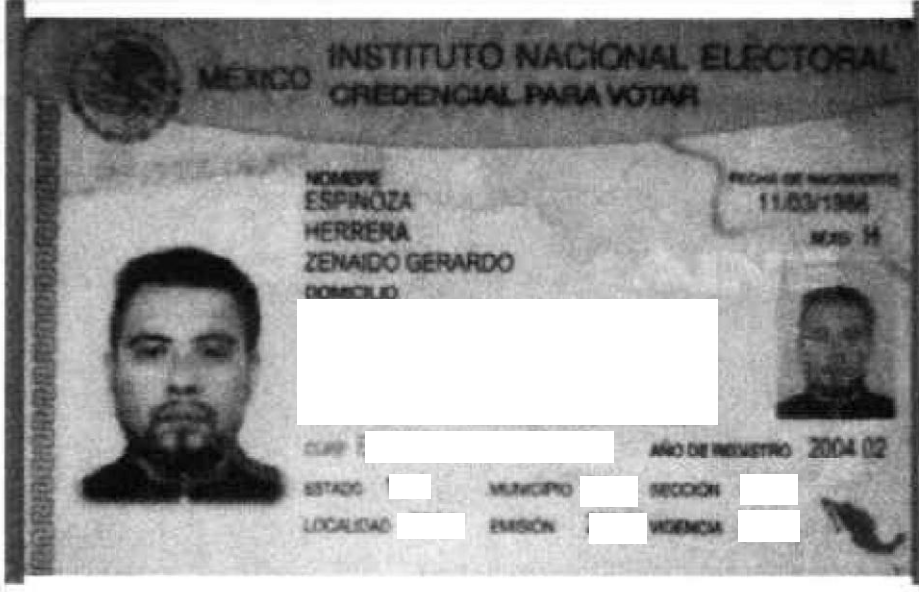 MÉXICO INSTITUTO NACIONAL ELECTORAL
CREDENCIAL PARA VOTAR
NOMBRE
ESPINOZA
HERRERA
ZENAIDO GERARDO
FECHA DE NACIMIENTO
11/03/1986
SEXO H
DOMICILIO
CURP
AÑO DE REGISTRO 2004 02
ESTADO MUNICIPIO SECCIÓN
LOCALIDAD EMISIÓN VIGENCIA